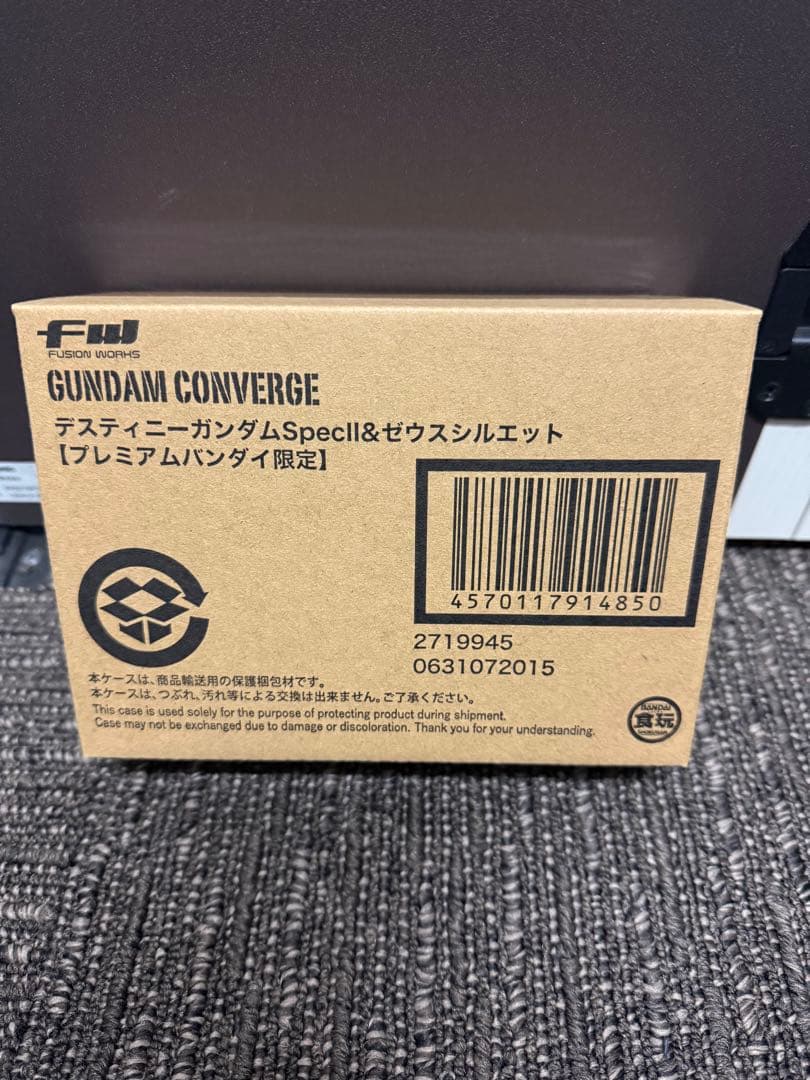 FW
FUSION WORKS
GUNDAM CONVERGE
デスティニーガンダムSpecII&ゼウスシルエット
【プレミアムバンダイ限定】
4570117914850
2719945
0631072015
本ケースは、商品輸送用の保護梱包材です。
本ケースは、つぶれ、汚れ等による交換は出来ません。ご了承ください。
This case is used solely for the purpose of protecting product during shipment.
Case may not be exchanged due to damage or discoloration. Thank you for your understanding.
BANDAI
食玩
SHOKUGAN